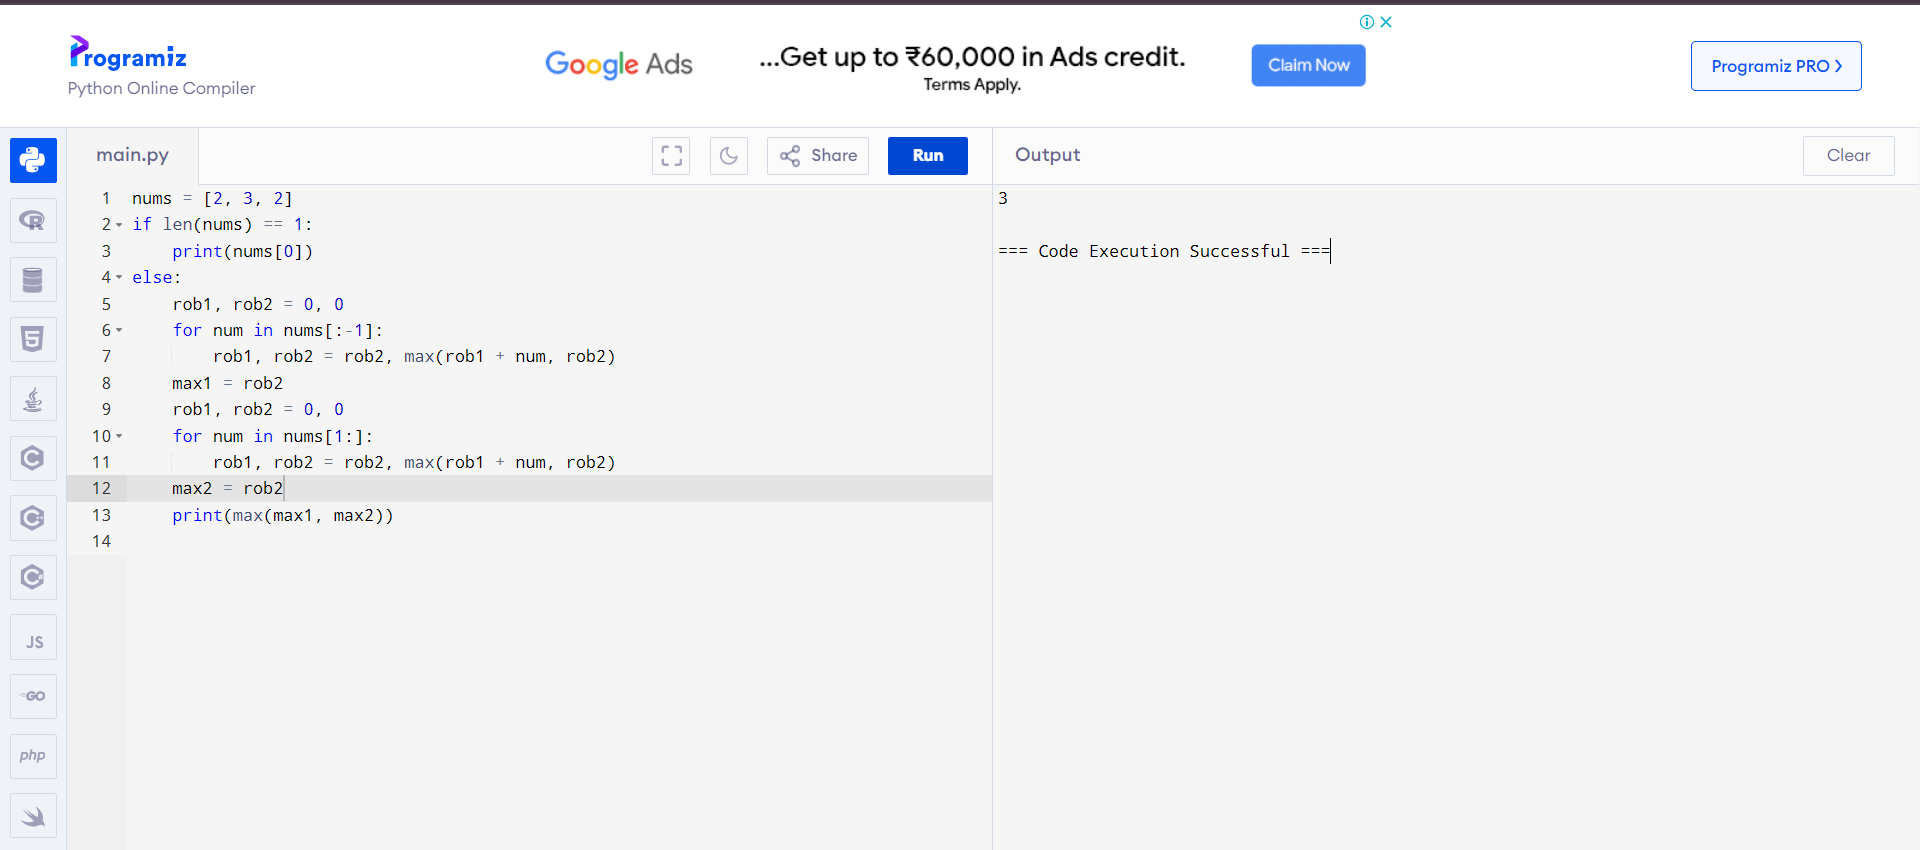 Programiz
Python Online Compiler
Google Ads
...Get up to ₹60,000 in Ads credit.
Terms Apply.
Claim Now
Programiz PRO
main.py
Share
Run
Output
Clear
1 nums = [2, 3, 2]
2 if len(nums) == 1:
3     print(nums[0])
4 else:
5     rob1, rob2 = 0, 0
6     for num in nums[:-1]:
7         rob1, rob2 = rob2, max(rob1 + num, rob2)
8     max1 = rob2
9     rob1, rob2 = 0, 0
10     for num in nums[1:]:
11         rob1, rob2 = rob2, max(rob1 + num, rob2)
12     max2 = rob2
13     print(max(max1, max2))
14
3
=== Code Execution Successful ===
R
5
C
C
C
JS
GO
php